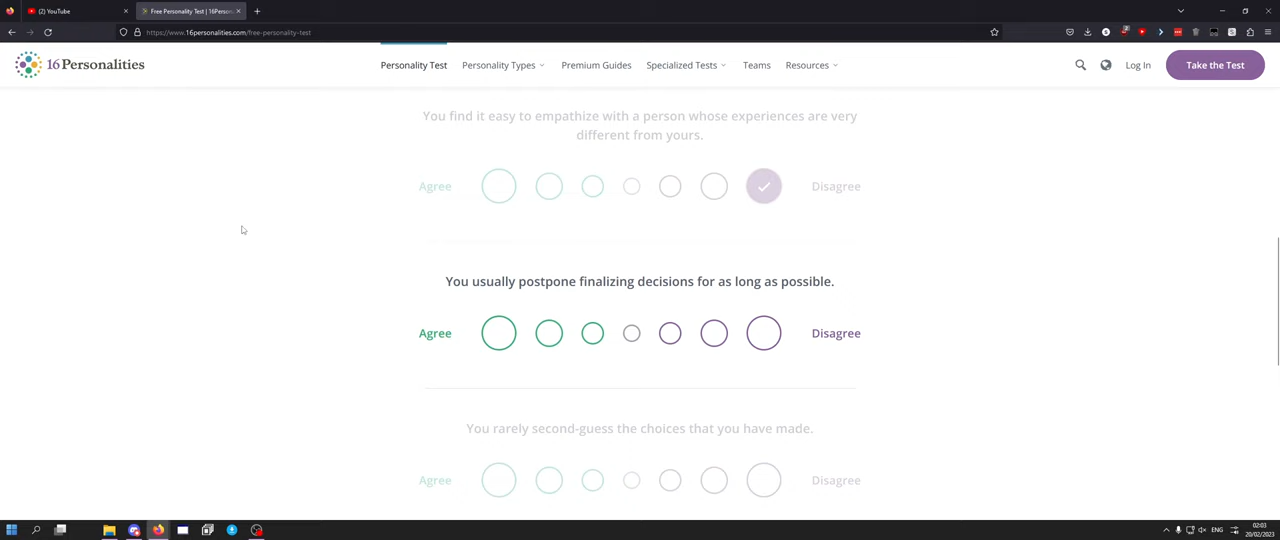 (2) YouTube
Free Personality Test | 16Person
https://www.16personalities.com/free-personality-test
2
16Personalities
Personality Test
Personality Types
Premium Guides
Specialized Tests
Teams
Resources
Log In
Take the Test
You find it easy to empathize with a person whose experiences are very
different from yours.
Agree
Disagree
You usually postpone finalizing decisions for as long as possible.
Agree
Disagree
You rarely second-guess the choices that you have made.
Agree
Disagree
ENG
02:03
20/02/2023